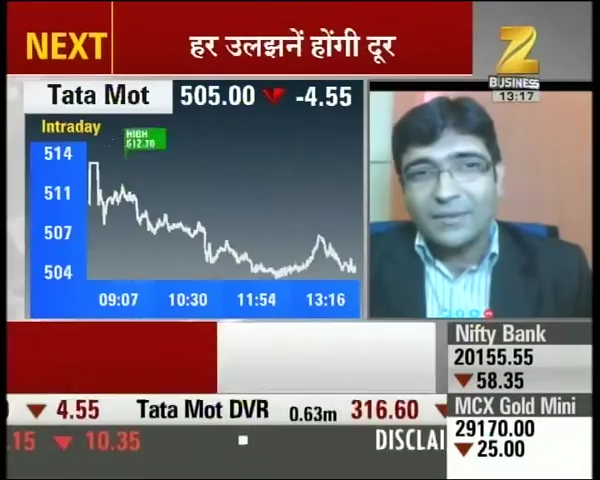 NEXT
हर उलझनें होंगी दूर
Z
BUSINESS
13:17
Tata Mot 505.00 -4.55
Intraday
HIGH
512.70
514
511
507
504
09:07 10:30 11:54 13:16
Nifty Bank
20155.55
58.35
4.55 Tata Mot DVR 0.63m 316.60
MCX Gold Mini
29170.00
25.00
.15 10.35 DISCLAI